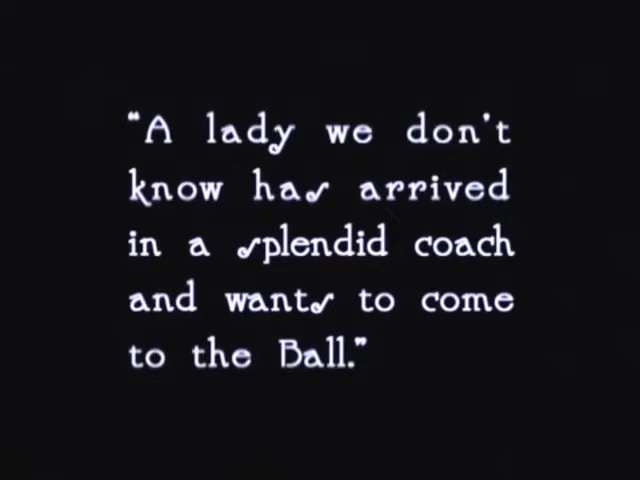 "A lady we don't
know has arrived
in a splendid coach
and wants to come
to the Ball."